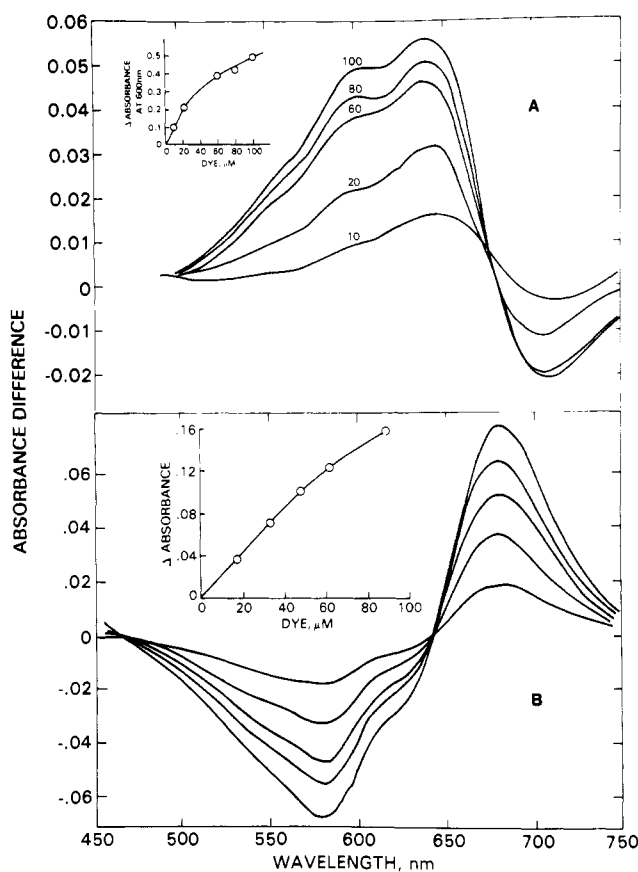 ABSORBANCE DIFFERENCE
0.06
0.05
0.04
0.03
0.02
0.01
0
-0.01
-0.02
A
100
80
60
20
10
Δ ABSORBANCE
AT 600nm
0.5
0.4
0.3
0.2
0.1
0
0 20 40 60 80 100
DYE, μM
.06
.04
.02
0
-.02
-.04
-.06
B
Δ ABSORBANCE
.16
0.12
.08
.04
0
0 20 40 60 80 100
DYE, μM
450 500 550 600 650 700 750
WAVELENGTH, nm